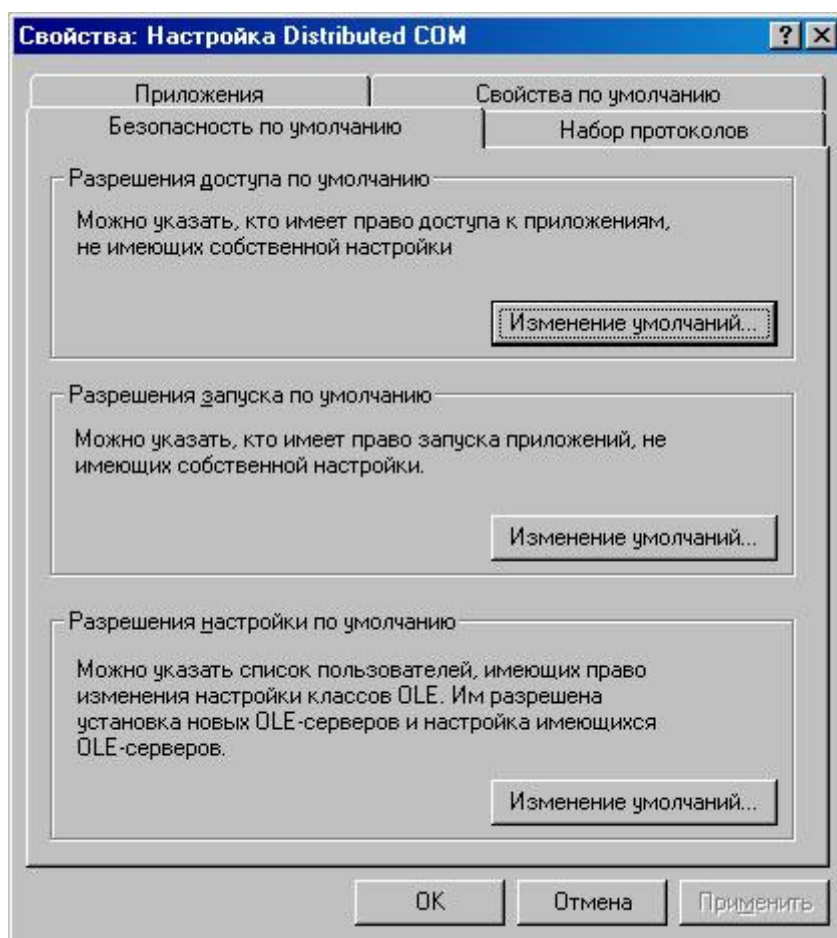 Свойства: Настройка Distributed COM
Приложения
Свойства по умолчанию
Безопасность по умолчанию
Набор протоколов
Разрешения доступа по умолчанию
Можно указать, кто имеет право доступа к приложениям,
не имеющих собственной настройки
Изменение умолчаний...
Разрешения запуска по умолчанию
Можно указать, кто имеет право запуска приложений, не
имеющих собственной настройки.
Изменение умолчаний...
Разрешения настройки по умолчанию
Можно указать список пользователей, имеющих право
изменения настройки классов OLE. Им разрешена
установка новых OLE-серверов и настройка имеющихся
OLE-серверов.
Изменение умолчаний...
OK
Отмена
Применить